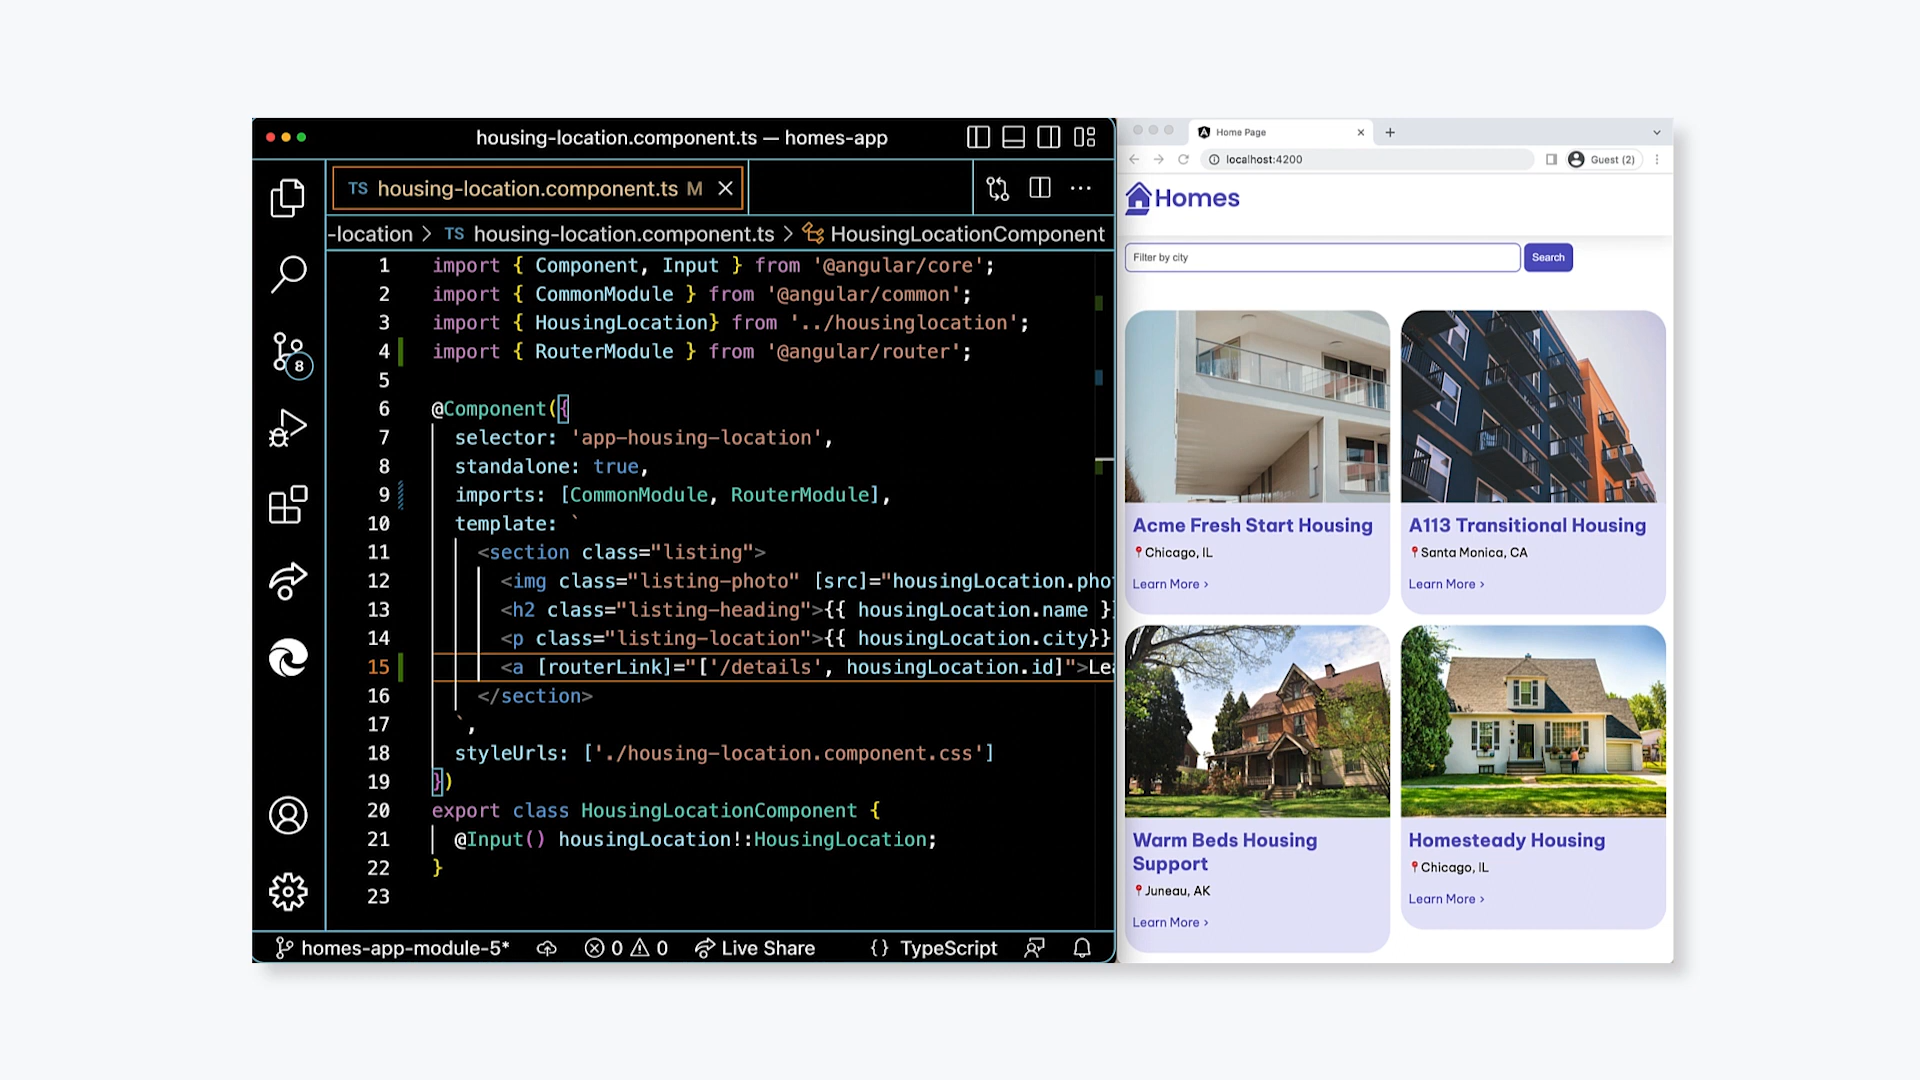 housing-location.component.ts — homes-app
TS housing-location.component.ts M
-location > TS housing-location.component.ts > HousingLocationComponent
1 import { Component, Input } from '@angular/core';
2 import { CommonModule } from '@angular/common';
3 import { HousingLocation} from '../housinglocation';
4 import { RouterModule } from '@angular/router';
5
6 @Component({
7 selector: 'app-housing-location',
8 standalone: true,
9 imports: [CommonModule, RouterModule],
10 template: `
11 <section class="listing">
12 <img class="listing-photo" [src]="housingLocation.pho
13 <h2 class="listing-heading">{{ housingLocation.name }
14 <p class="listing-location">{{ housingLocation.city}}
15 <a [routerLink]="['/details', housingLocation.id]">Lea
16 </section>
17 `,
18 styleUrls: ['./housing-location.component.css']
19 })
20 export class HousingLocationComponent {
21 @Input() housingLocation!:HousingLocation;
22 }
23
8
homes-app-module-5* 0 0 Live Share {} TypeScript
Home Page
localhost:4200 Guest (2)
Homes
Filter by city Search
Acme Fresh Start Housing
Chicago, IL
Learn More >
A113 Transitional Housing
Santa Monica, CA
Learn More >
Warm Beds Housing
Support
Juneau, AK
Learn More >
Homesteady Housing
Chicago, IL
Learn More >